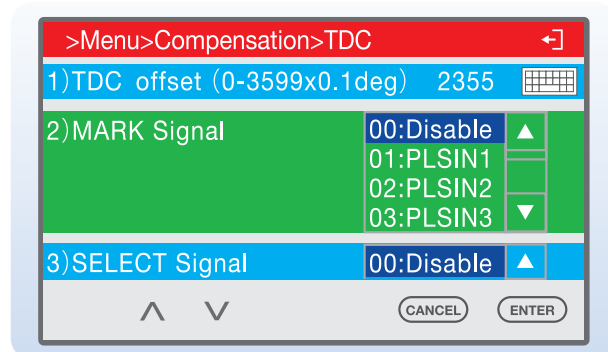 >Menu>Compensation>TDC
1)TDC offset (0-3599x0.1deg) 2355
2)MARK Signal 00:Disable
01:PLSIN1
02:PLSIN2
03:PLSIN3
3)SELECT Signal 00:Disable
CANCEL ENTER